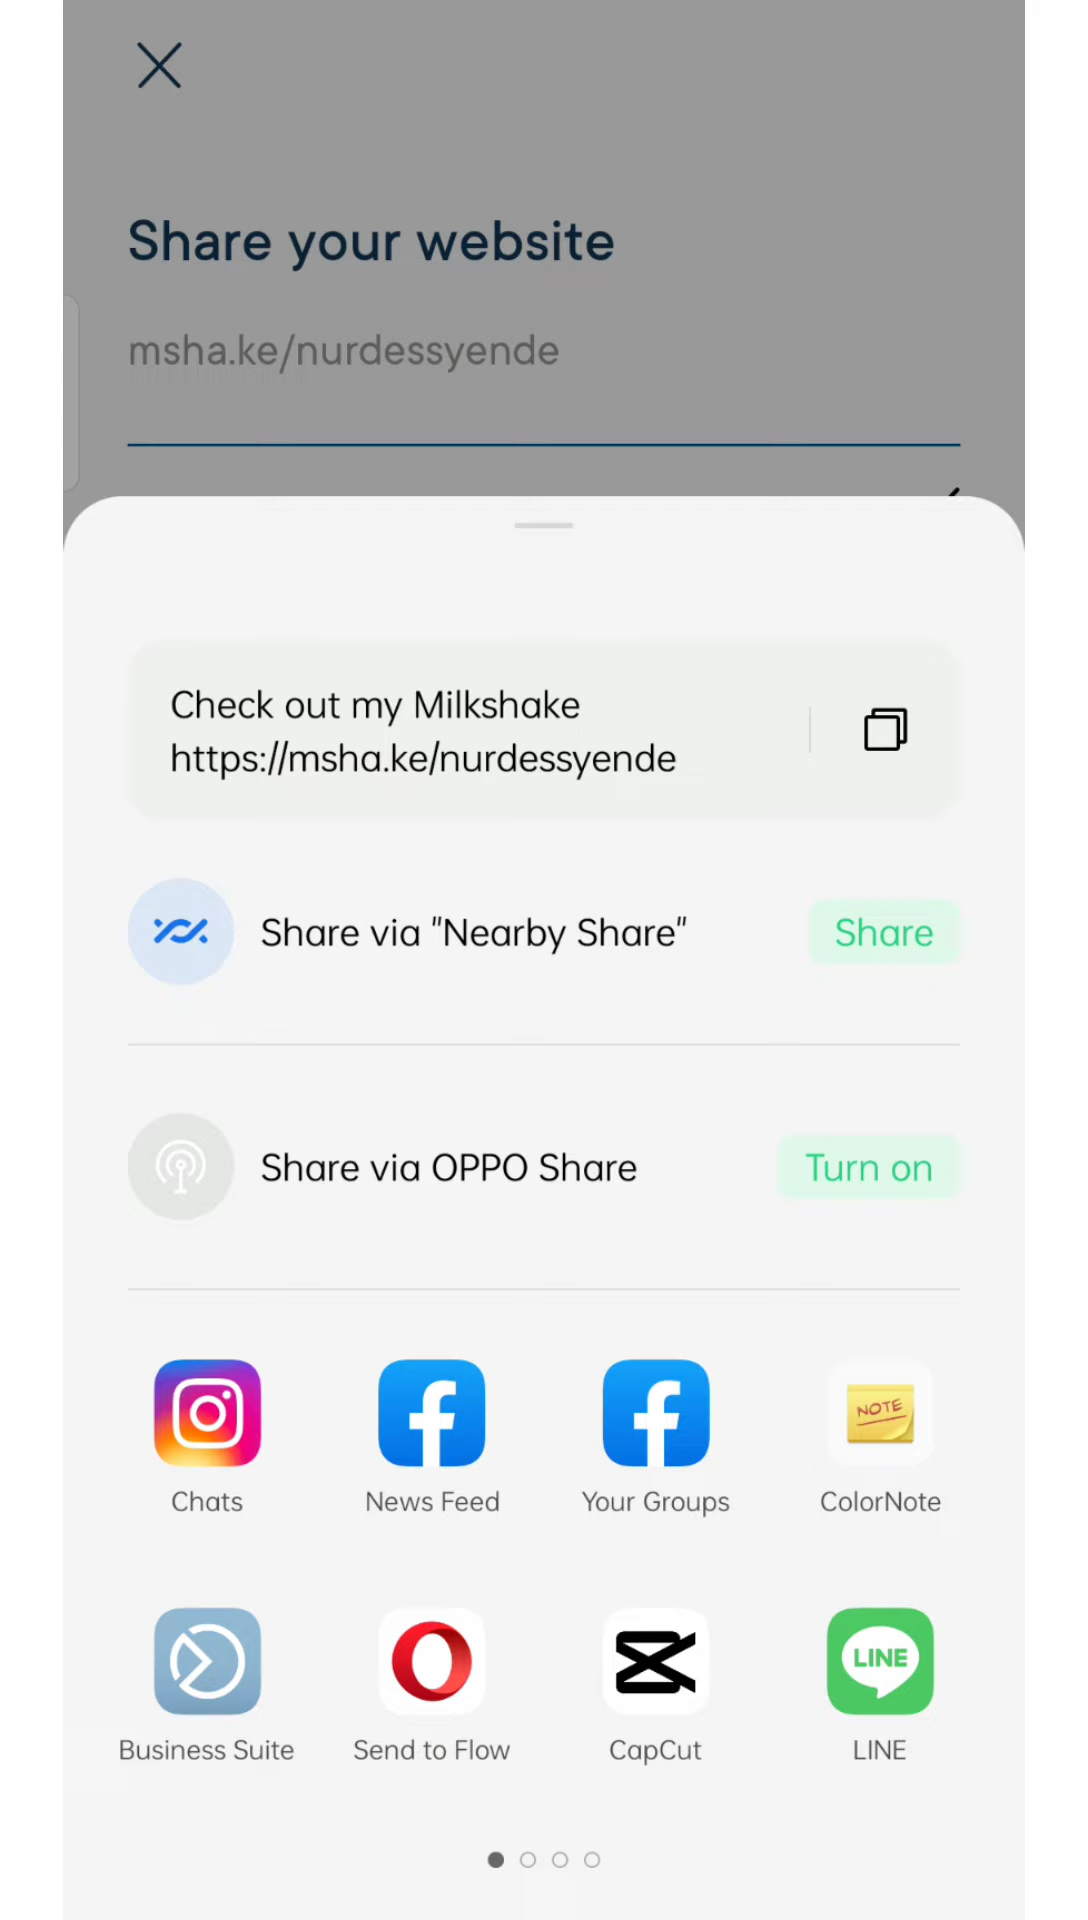 Share your website
msha.ke/nurdessyende
Check out my Milkshake
https://msha.ke/nurdessyende
Share via "Nearby Share"
Share
Share via OPPO Share
Turn on
NOTE
Chats
News Feed
Your Groups
ColorNote
LINE
Business Suite
Send to Flow
CapCut
LINE